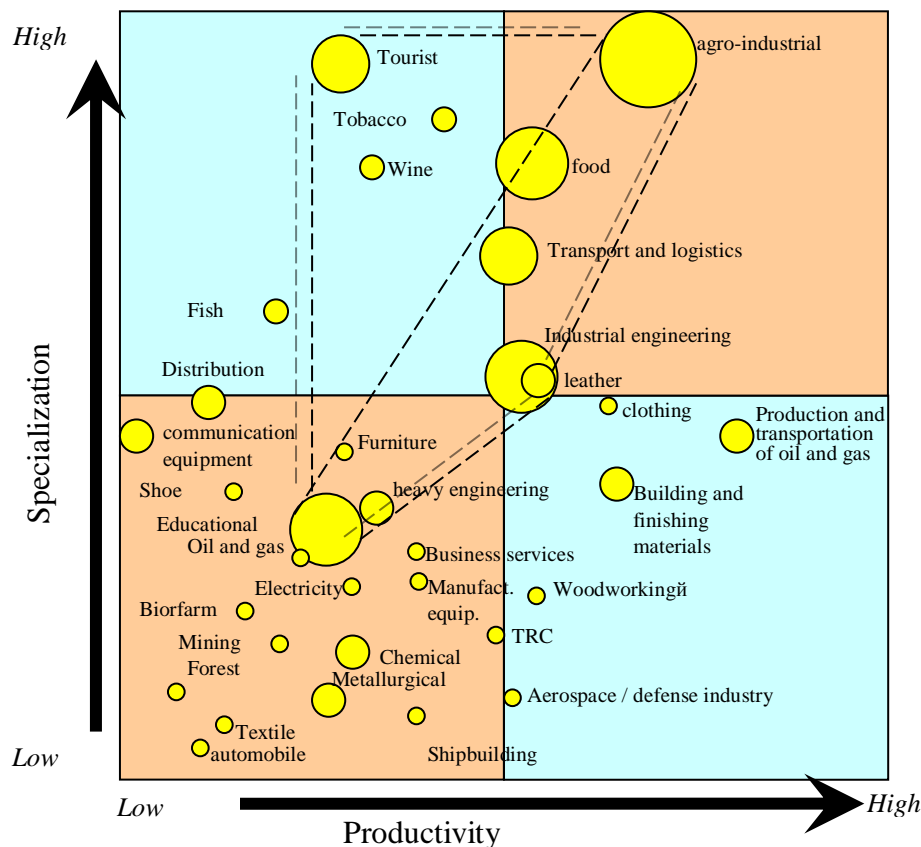 High
Tourist
agro-industrial
Tobacco
Wine
food
Transport and logistics
Fish
Industrial engineering
Distribution
leather
clothing
Production and
transportation
of oil and gas
communication
equipment
Furniture
Shoe
heavy engineering
Building and
finishing
materials
Educational
Oil and gas
Business services
Electricity
Manufact.
equip.
Woodworkingй
Biorfarm
Mining
TRC
Forest
Chemical
Metallurgical
Aerospace / defense industry
Textile
automobile
Shipbuilding
Specialization
Low
Low
High
Productivity